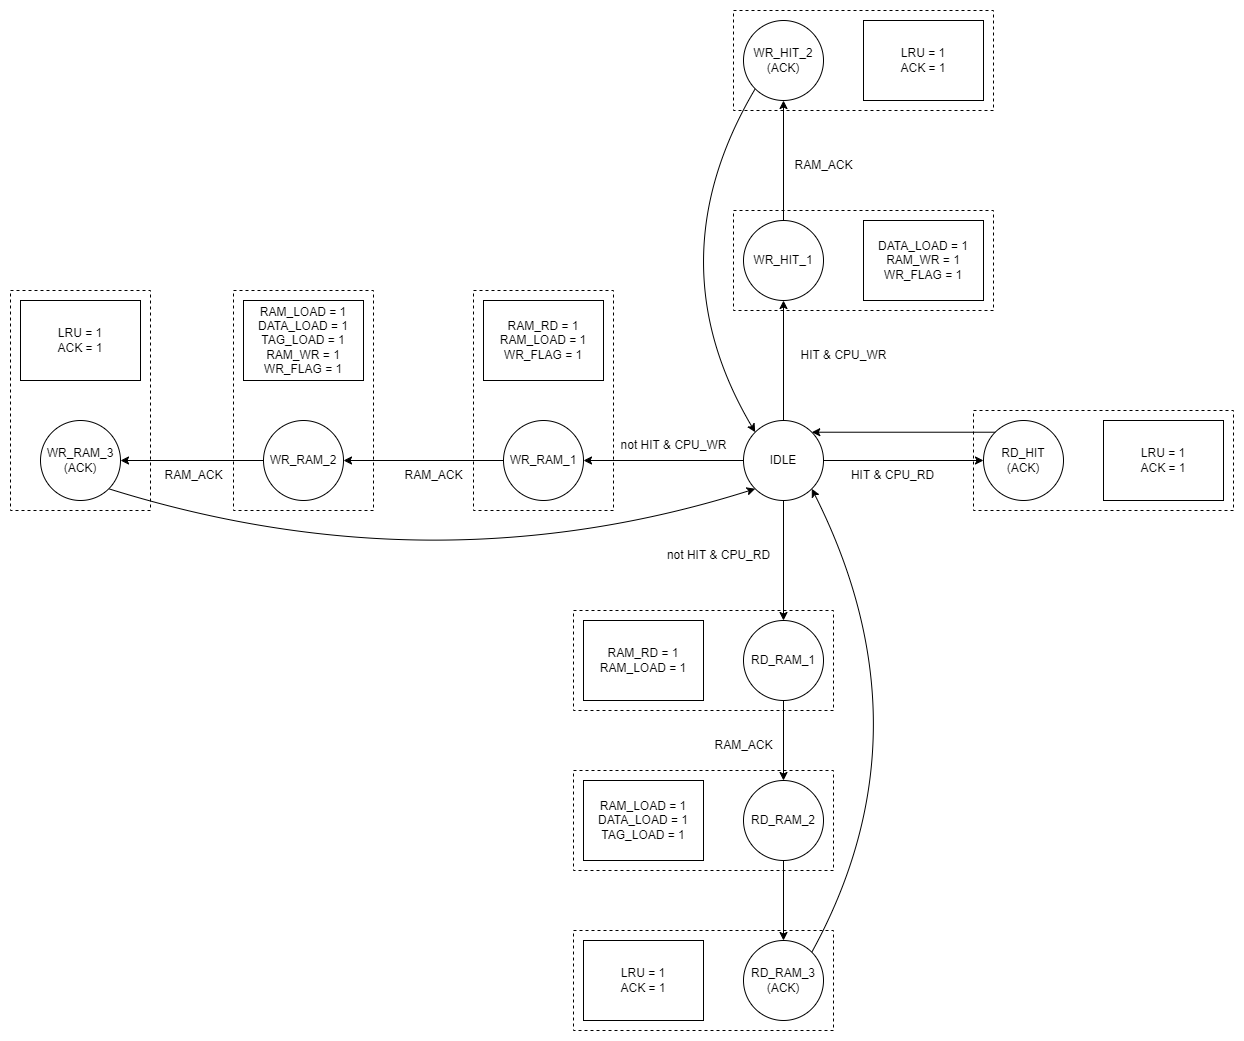 WR_HIT_2
(ACK)
LRU = 1
ACK = 1
RAM_ACK
WR_HIT_1
DATA_LOAD = 1
RAM_WR = 1
WR_FLAG = 1
HIT & CPU_WR
LRU = 1
ACK = 1
RAM_LOAD = 1
DATA_LOAD = 1
TAG_LOAD = 1
RAM_WR = 1
WR_FLAG = 1
RAM_RD = 1
RAM_LOAD = 1
WR_FLAG = 1
WR_RAM_3
(ACK)
RAM_ACK
WR_RAM_2
RAM_ACK
WR_RAM_1
not HIT & CPU_WR
IDLE
HIT & CPU_RD
RD_HIT
(ACK)
LRU = 1
ACK = 1
not HIT & CPU_RD
RAM_RD = 1
RAM_LOAD = 1
RD_RAM_1
RAM_ACK
RAM_LOAD = 1
DATA_LOAD = 1
TAG_LOAD = 1
RD_RAM_2
LRU = 1
ACK = 1
RD_RAM_3
(ACK)